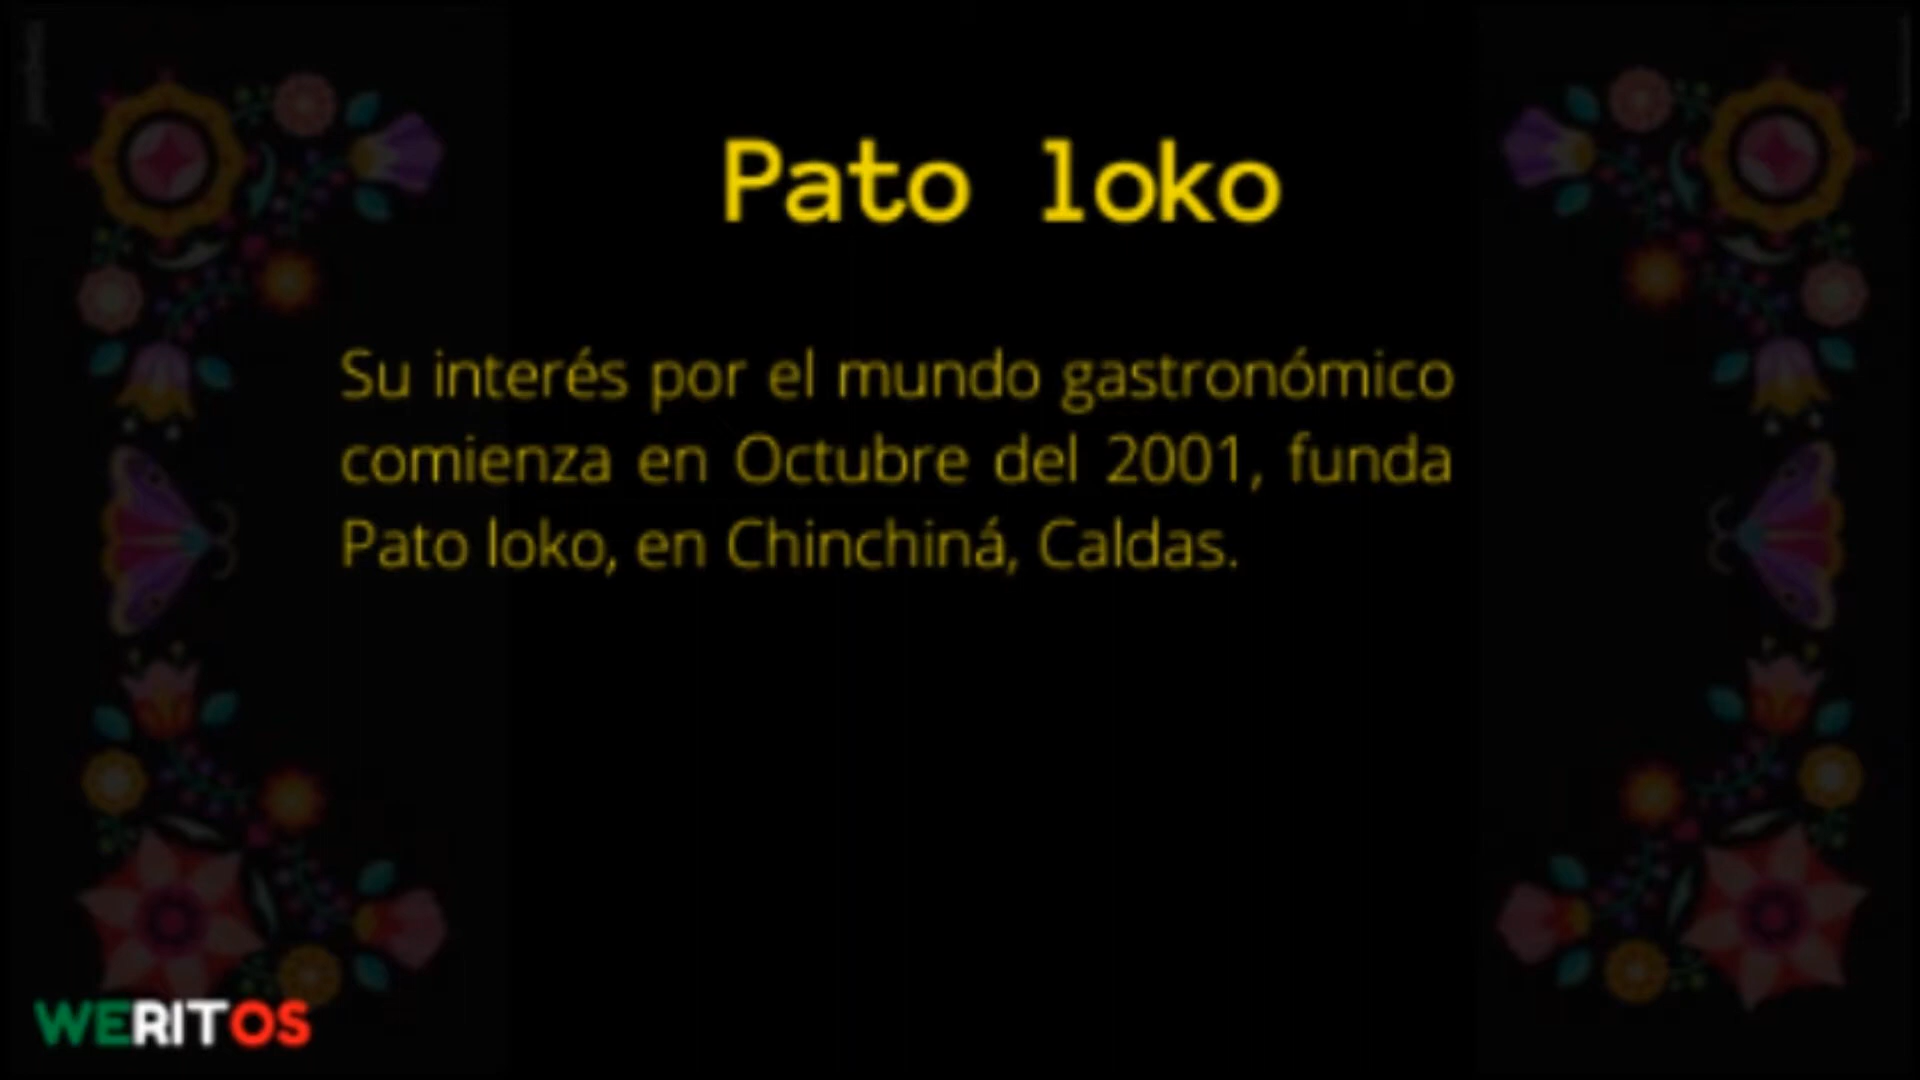 Pato loko
Su interés por el mundo gastronómico
comienza en Octubre del 2001, funda
Pato loko, en Chinchiná, Caldas.
WERITOS